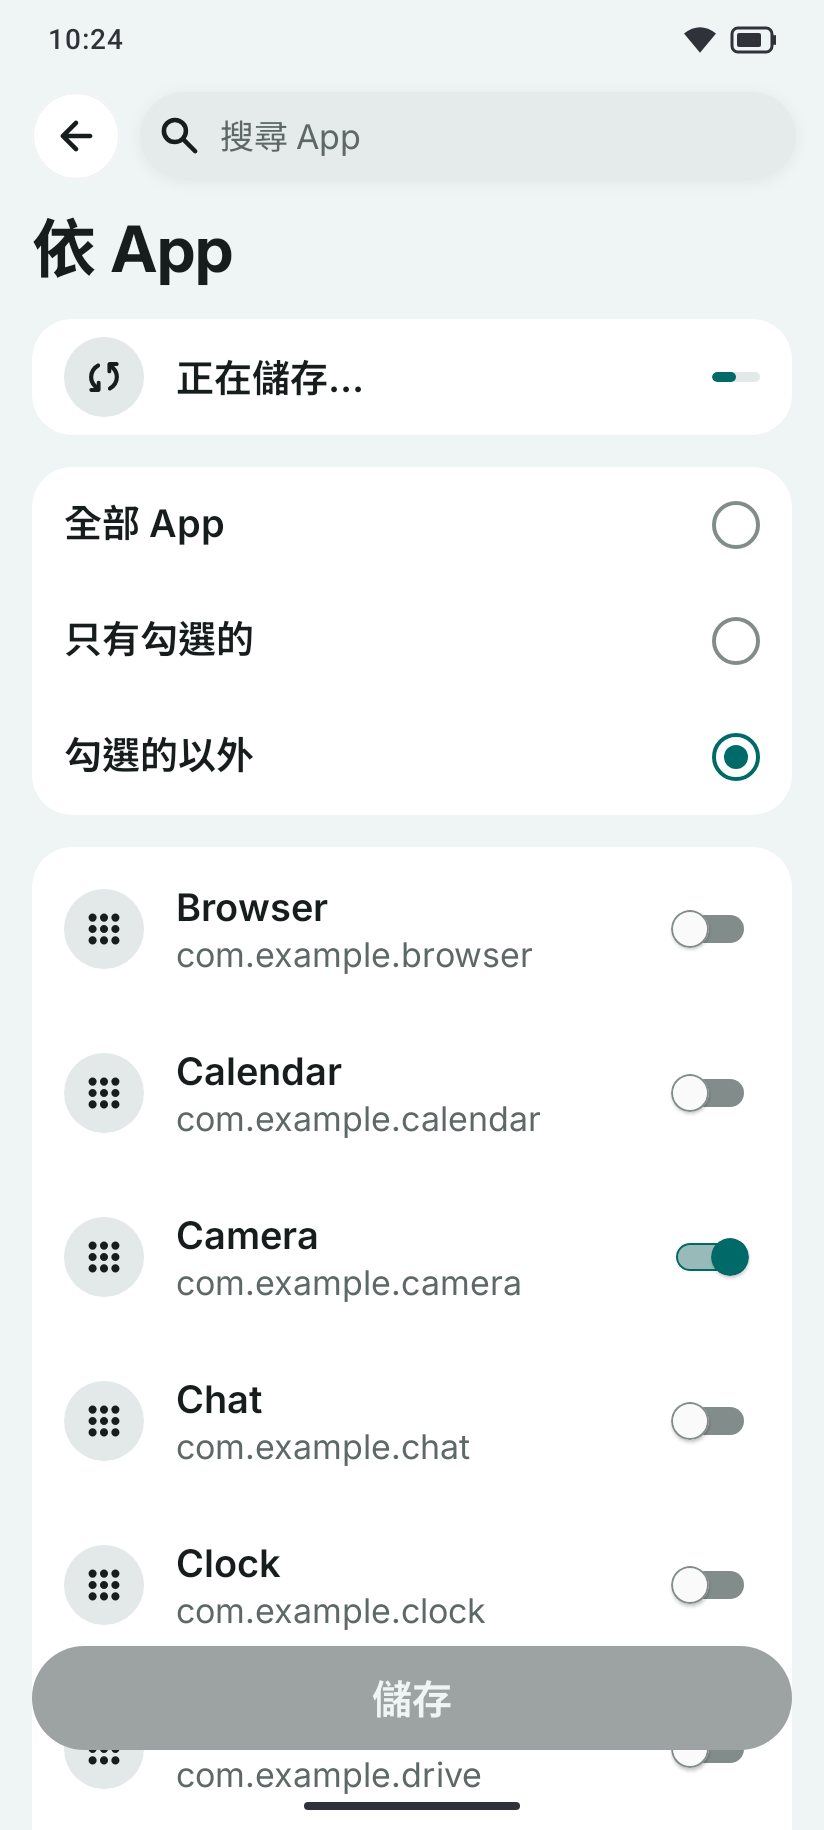 10:24
搜尋 App
依 App
正在儲存...
全部 App
只有勾選的
勾選的以外
Browser
com.example.browser
Calendar
com.example.calendar
Camera
com.example.camera
Chat
com.example.chat
Clock
com.example.clock
儲存
com.example.drive